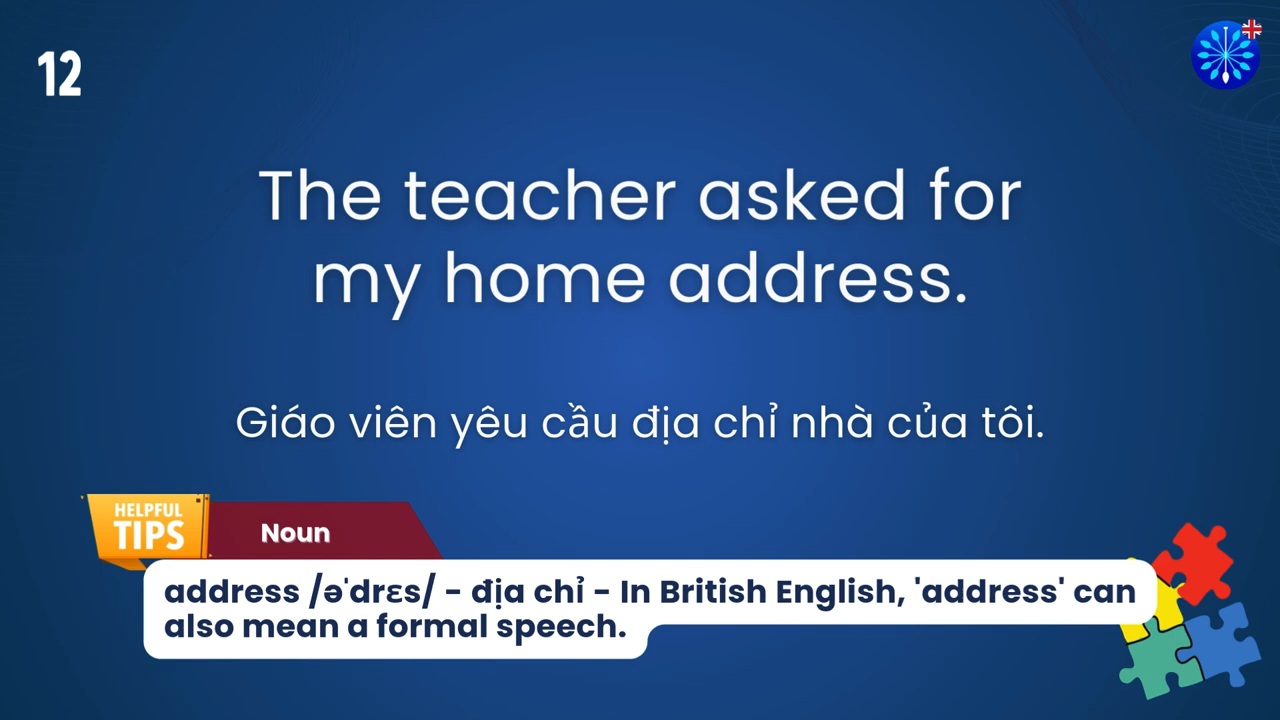 12
The teacher asked for
my home address.
Giáo viên yêu cầu địa chỉ nhà của tôi.
HELPFUL
TIPS
Noun
address /əˈdrɛs/ - địa chỉ - In British English, 'address' can
also mean a formal speech.